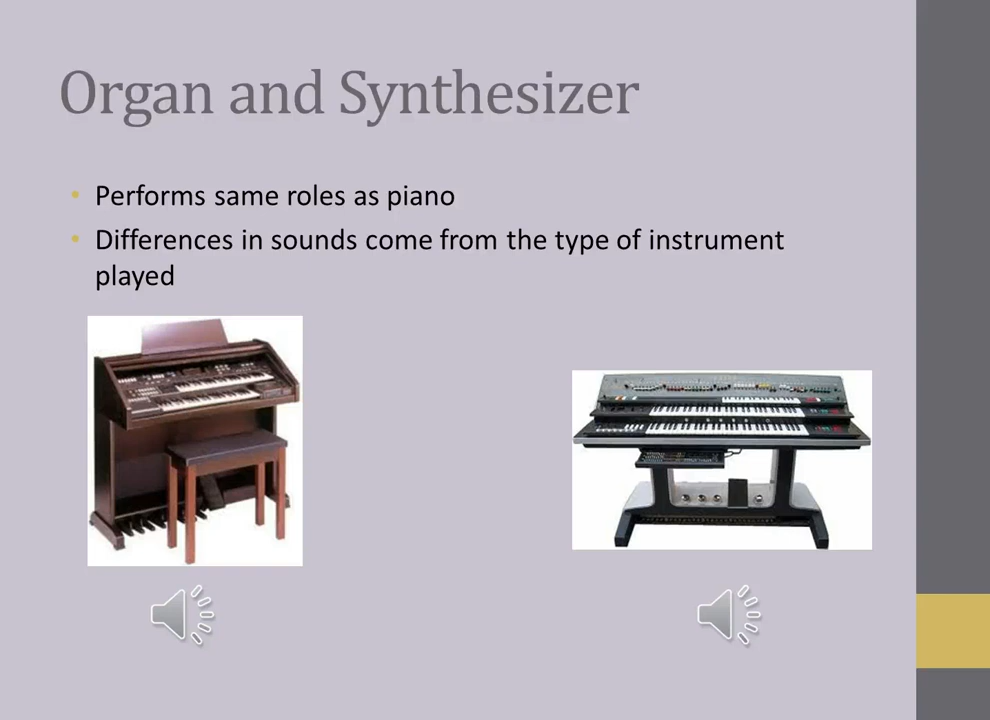 Organ and Synthesizer
• Performs same roles as piano
• Differences in sounds come from the type of instrument
played